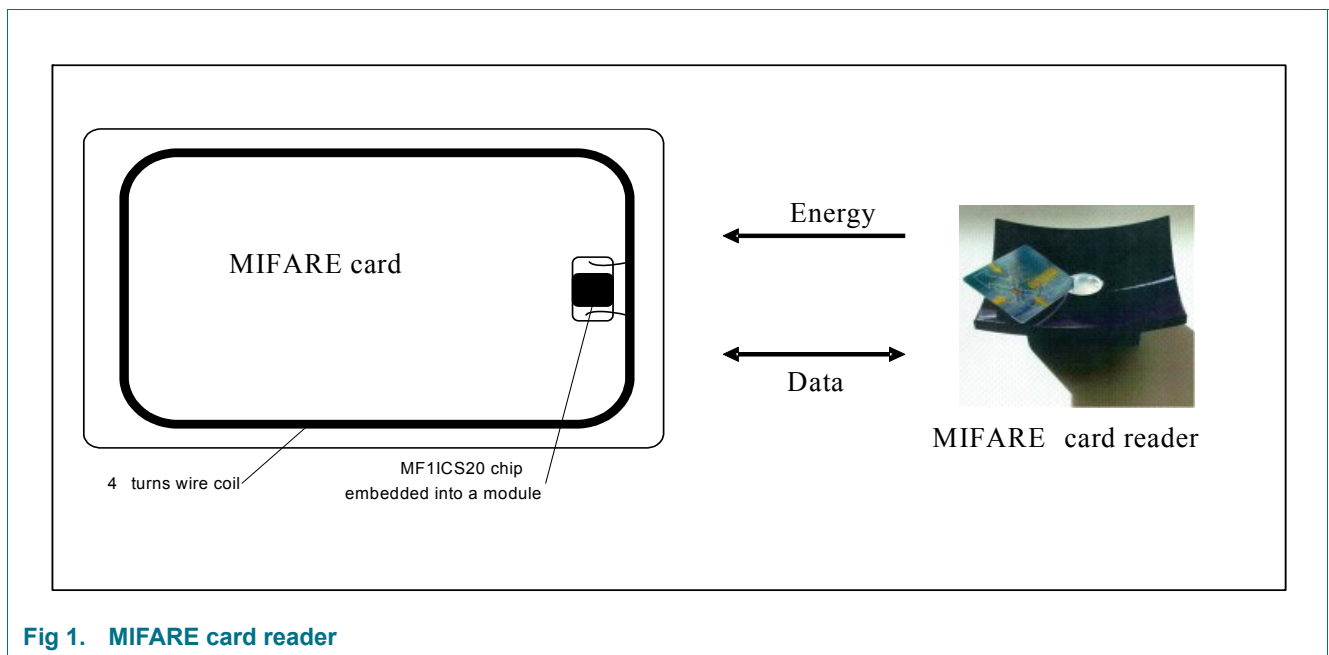 MIFARE card
Energy
Data
MIFARE card reader
4 turns wire coil
MF1ICS20 chip
embedded into a module
Fig 1. MIFARE card reader